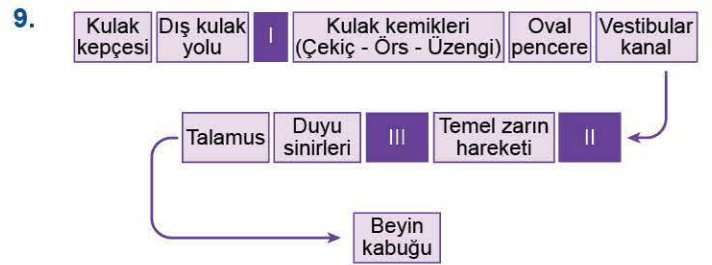 9.
Kulak kepçesi
Dış kulak yolu
I
Kulak kemikleri
(Çekiç - Örs - Üzengi)
Oval pencere
Vestibular kanal
Talamus
Duyu sinirleri
III
Temel zarın hareketi
II
Beyin kabuğu